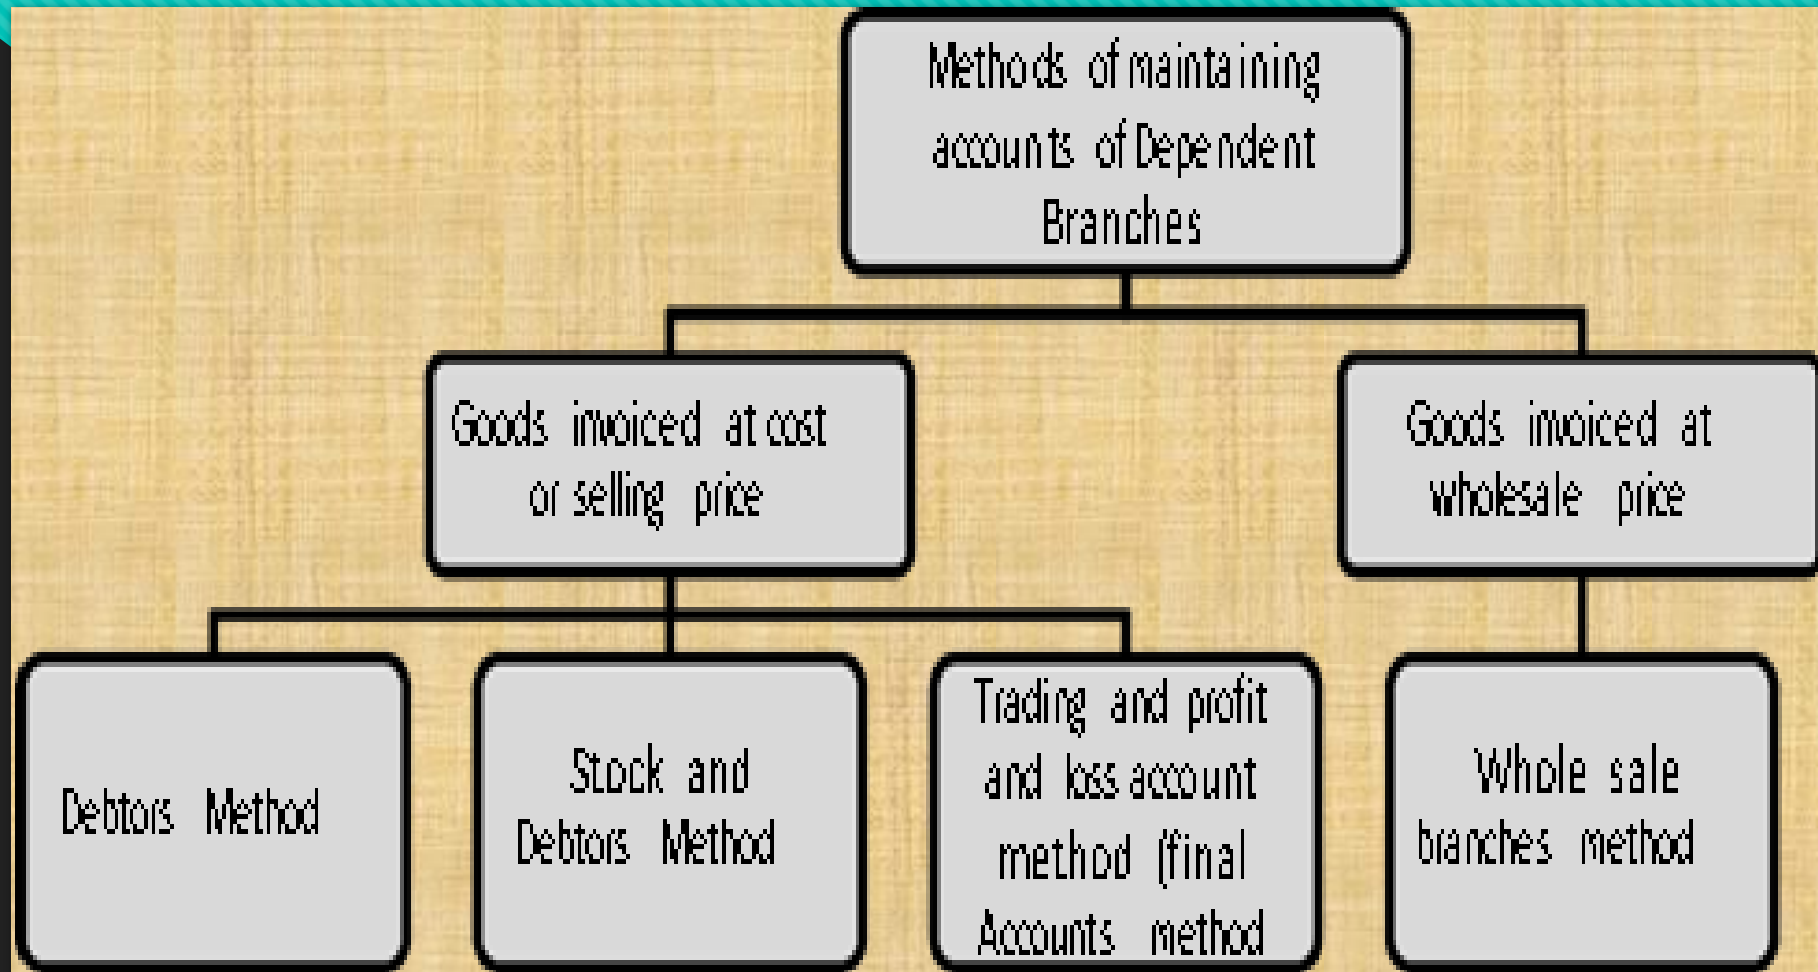 Methods of maintaining
accounts of Dependent
Branches
Goods invoiced at cost
or selling price
Goods invoiced at
wholesale price
Debtors Method
Stock and
Debtors Method
Trading and profit
and loss account
method (final
Accounts method
Whole sale
branches method